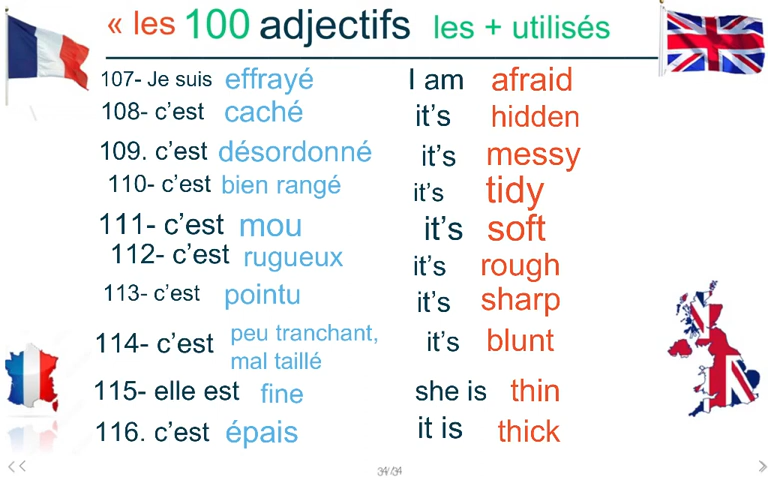 « les 100 adjectifs les + utilisés
107- Je suis effrayé I am afraid
108- c’est caché it’s hidden
109. c’est désordonné it’s messy
110- c’est bien rangé it’s tidy
111- c’est mou it’s soft
112- c’est rugueux it’s rough
113- c’est pointu it’s sharp
114- c’est peu tranchant, it’s blunt
mal taillé
115- elle est fine she is thin
116. c’est épais it is thick
34/34